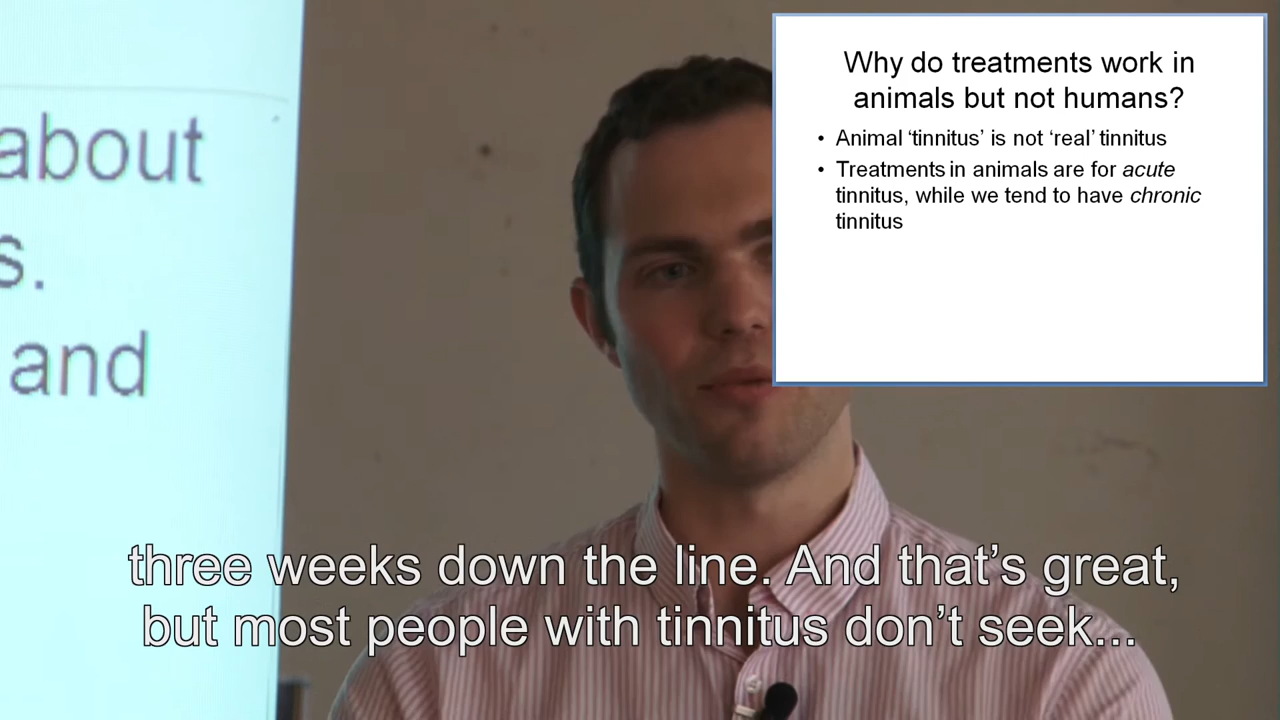 about
s.
and
Why do treatments work in
animals but not humans?
• Animal ‘tinnitus’ is not ‘real’ tinnitus
• Treatments in animals are for acute
tinnitus, while we tend to have chronic
tinnitus
three weeks down the line. And that’s great,
but most people with tinnitus don’t seek...